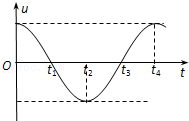 u
O
t₁ t₂ t₃ t₄ t